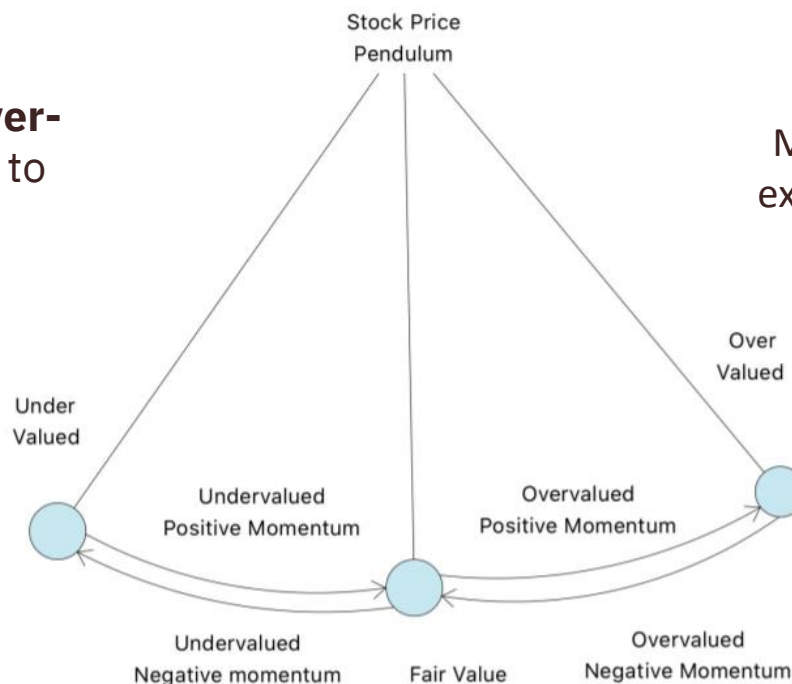 Stock Price
Pendulum
to
Over
Valued
Under
Valued
Undervalued
Positive Momentum
Overvalued
Positive Momentum
Undervalued
Negative momentum
Fair Value
Overvalued
Negative Momentum